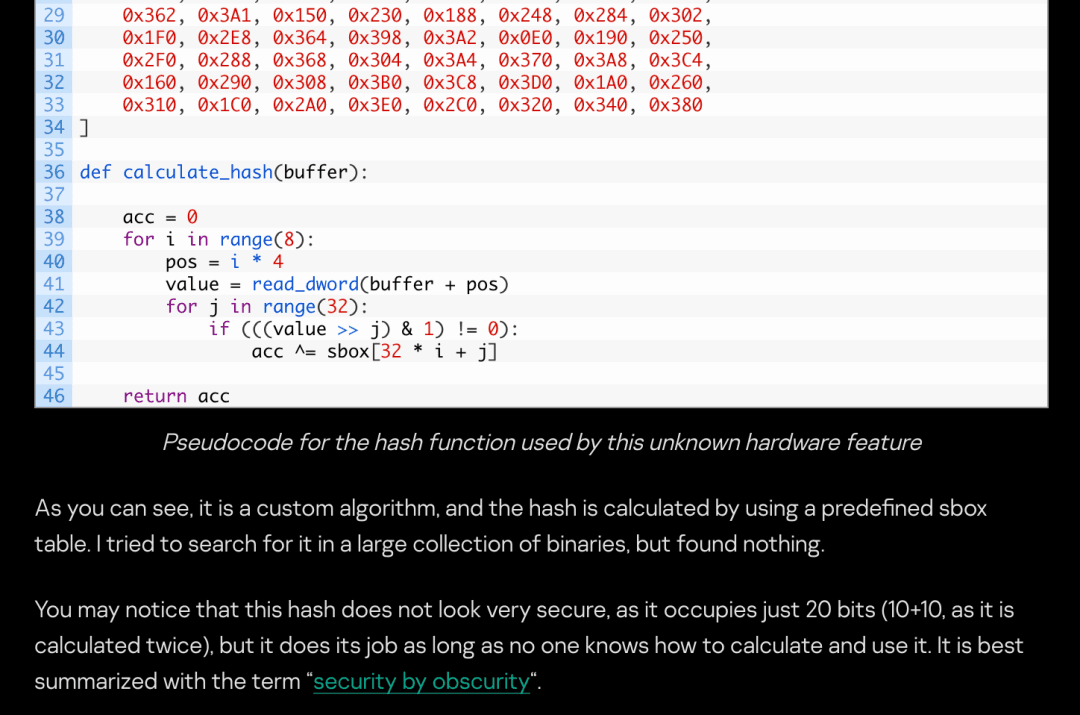 29 0x362, 0x3A1, 0x150, 0x230, 0x188, 0x248, 0x284, 0x302,
30 0x1F0, 0x2E8, 0x364, 0x398, 0x3A2, 0x0E0, 0x190, 0x250,
31 0x2F0, 0x288, 0x368, 0x304, 0x3A4, 0x370, 0x3A8, 0x3C4,
32 0x160, 0x290, 0x308, 0x3B0, 0x3C8, 0x3D0, 0x1A0, 0x260,
33 0x310, 0x1C0, 0x2A0, 0x3E0, 0x2C0, 0x320, 0x340, 0x380
34 ]
35
36 def calculate_hash(buffer):
37
38 acc = 0
39 for i in range(8):
40 pos = i * 4
41 value = read_dword(buffer + pos)
42 for j in range(32):
43 if (((value >> j) & 1) != 0):
44 acc ^= sbox[32 * i + j]
45
46 return acc
Pseudocode for the hash function used by this unknown hardware feature
As you can see, it is a custom algorithm, and the hash is calculated by using a predefined sbox
table. I tried to search for it in a large collection of binaries, but found nothing.
You may notice that this hash does not look very secure, as it occupies just 20 bits (10+10, as it is
calculated twice), but it does its job as long as no one knows how to calculate and use it. It is best
summarized with the term “security by obscurity“.